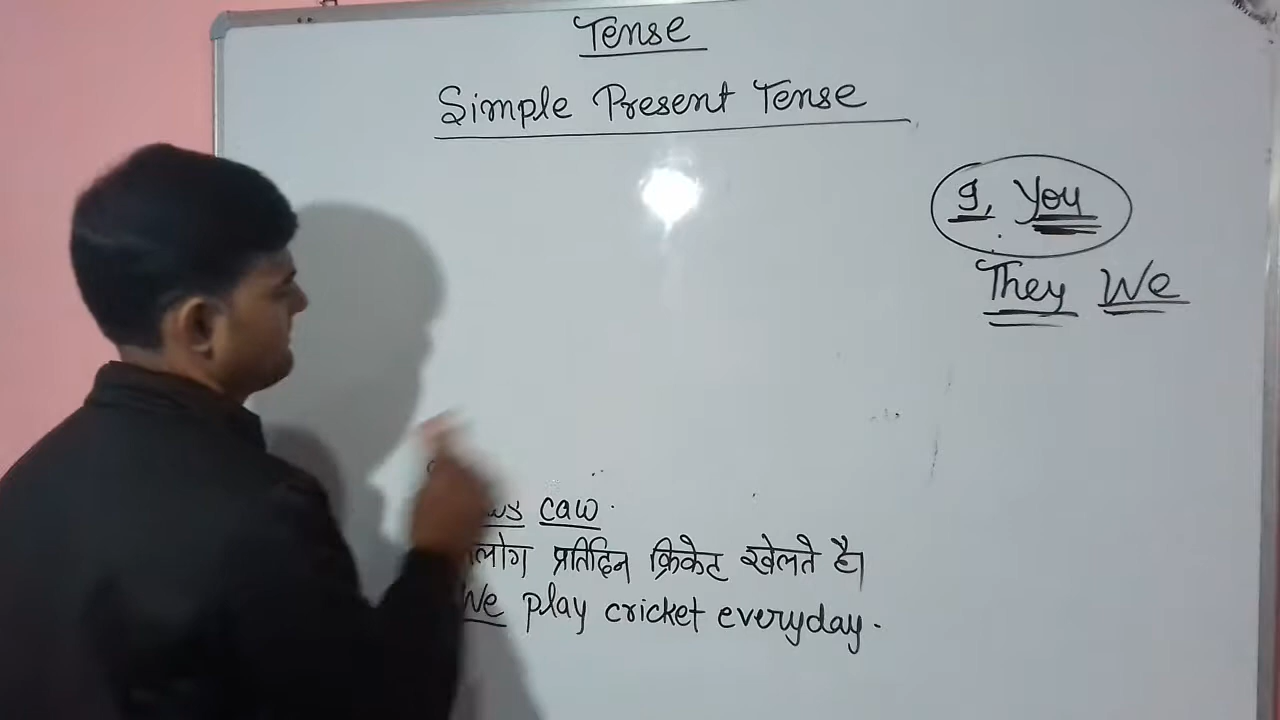 Tense
Simple Present Tense
I, You
They We
caw.
प्रतिदिन क्रिकेट खेलते है।
We play cricket everyday.